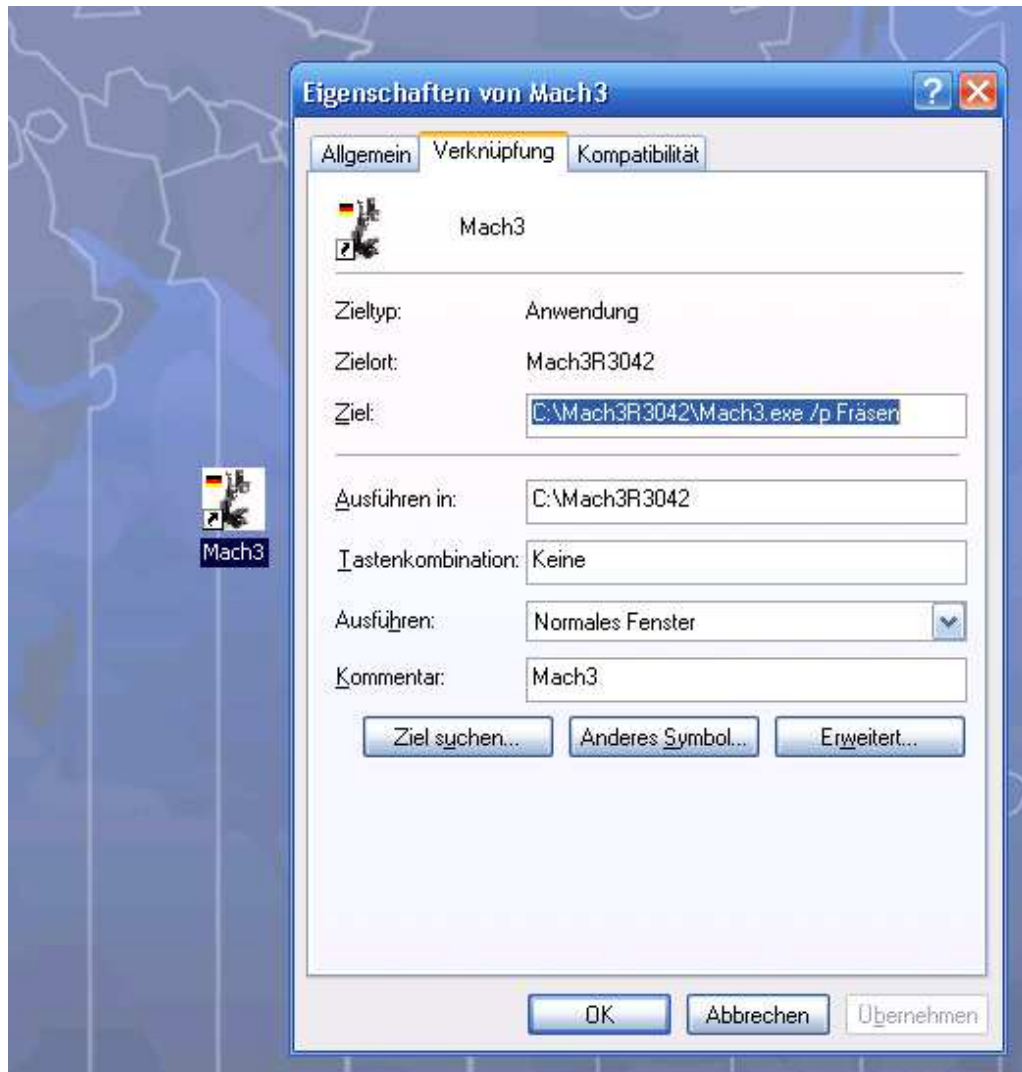 Eigenschaften von Mach3
Allgemein Verknüpfung Kompatibilität
Mach3
Zieltyp: Anwendung
Zielort: Mach3R3042
Ziel: C:\Mach3R3042\Mach3.exe /p Fräsen
Ausführen in: C:\Mach3R3042
Tastenkombination: Keine
Ausführen: Normales Fenster
Kommentar: Mach3
Ziel suchen... Anderes Symbol... Erweitert...
OK Abbrechen Übernehmen
Mach3